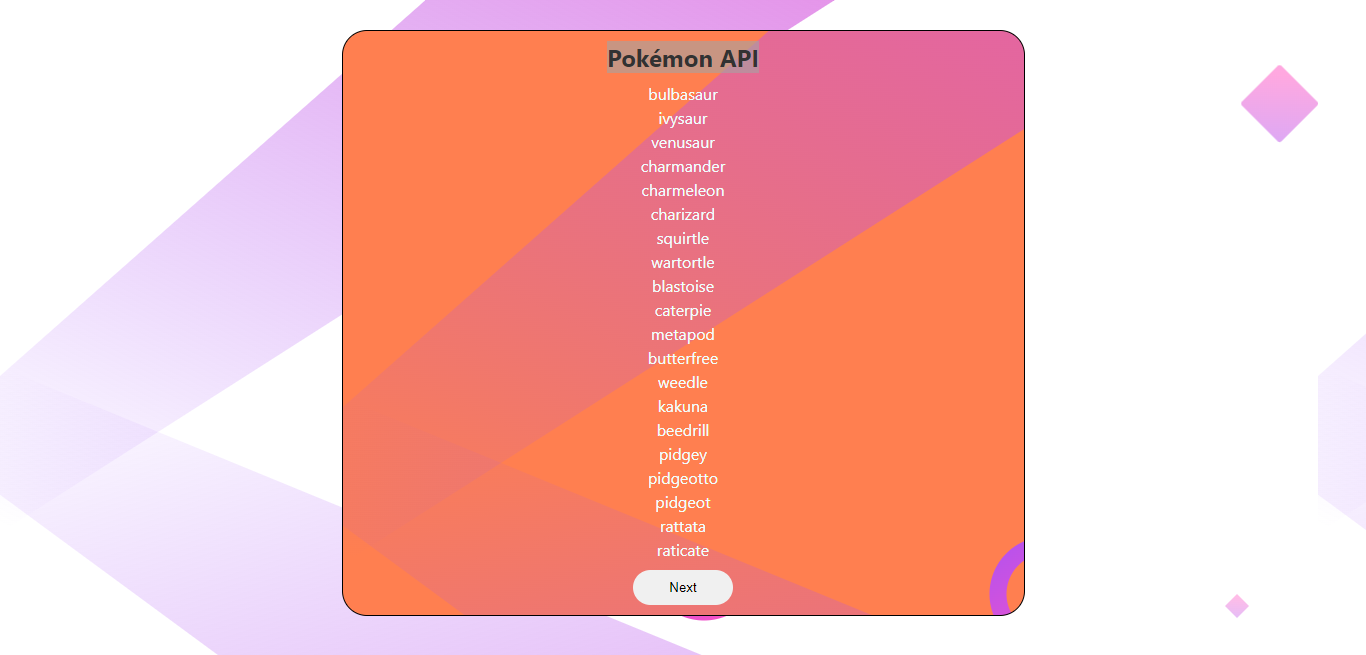 Pokémon API
bulbasaur
ivysaur
venusaur
charmander
charmeleon
charizard
squirtle
wartortle
blastoise
caterpie
metapod
butterfree
weedle
kakuna
beedrill
pidgey
pidgeotto
pidgeot
rattata
raticate
Next